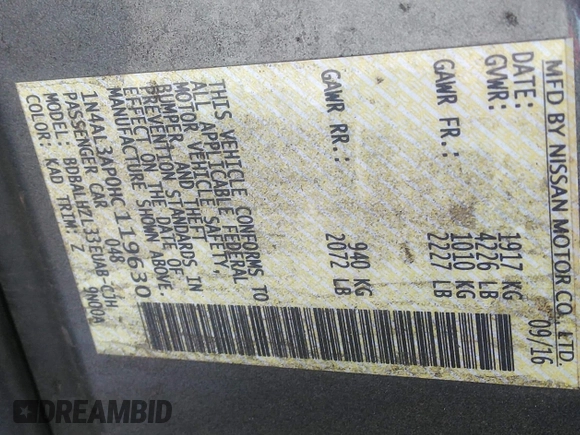 MFD BY NISSAN MOTOR CO., LTD.
DATE: 09/16
GVWR: 1917 KG
4226 LB
GAWR FR.: 1010 KG
2227 LB
GAWR RR.: 940 KG
2072 LB
THIS VEHICLE CONFORMS TO
ALL APPLICABLE FEDERAL
MOTOR VEHICLE SAFETY,
BUMPER, AND THEFT
PREVENTION STANDARDS IN
EFFECT ON THE DATE OF
MANUFACTURE SHOWN ABOVE.
1N4AL3AP0HC119630
PASSENGER CAR 048 -
MODEL: BDBALHZL33EUAB-CJH-
COLOR: KAD TRIM: Z 9N00A
DREAMBID